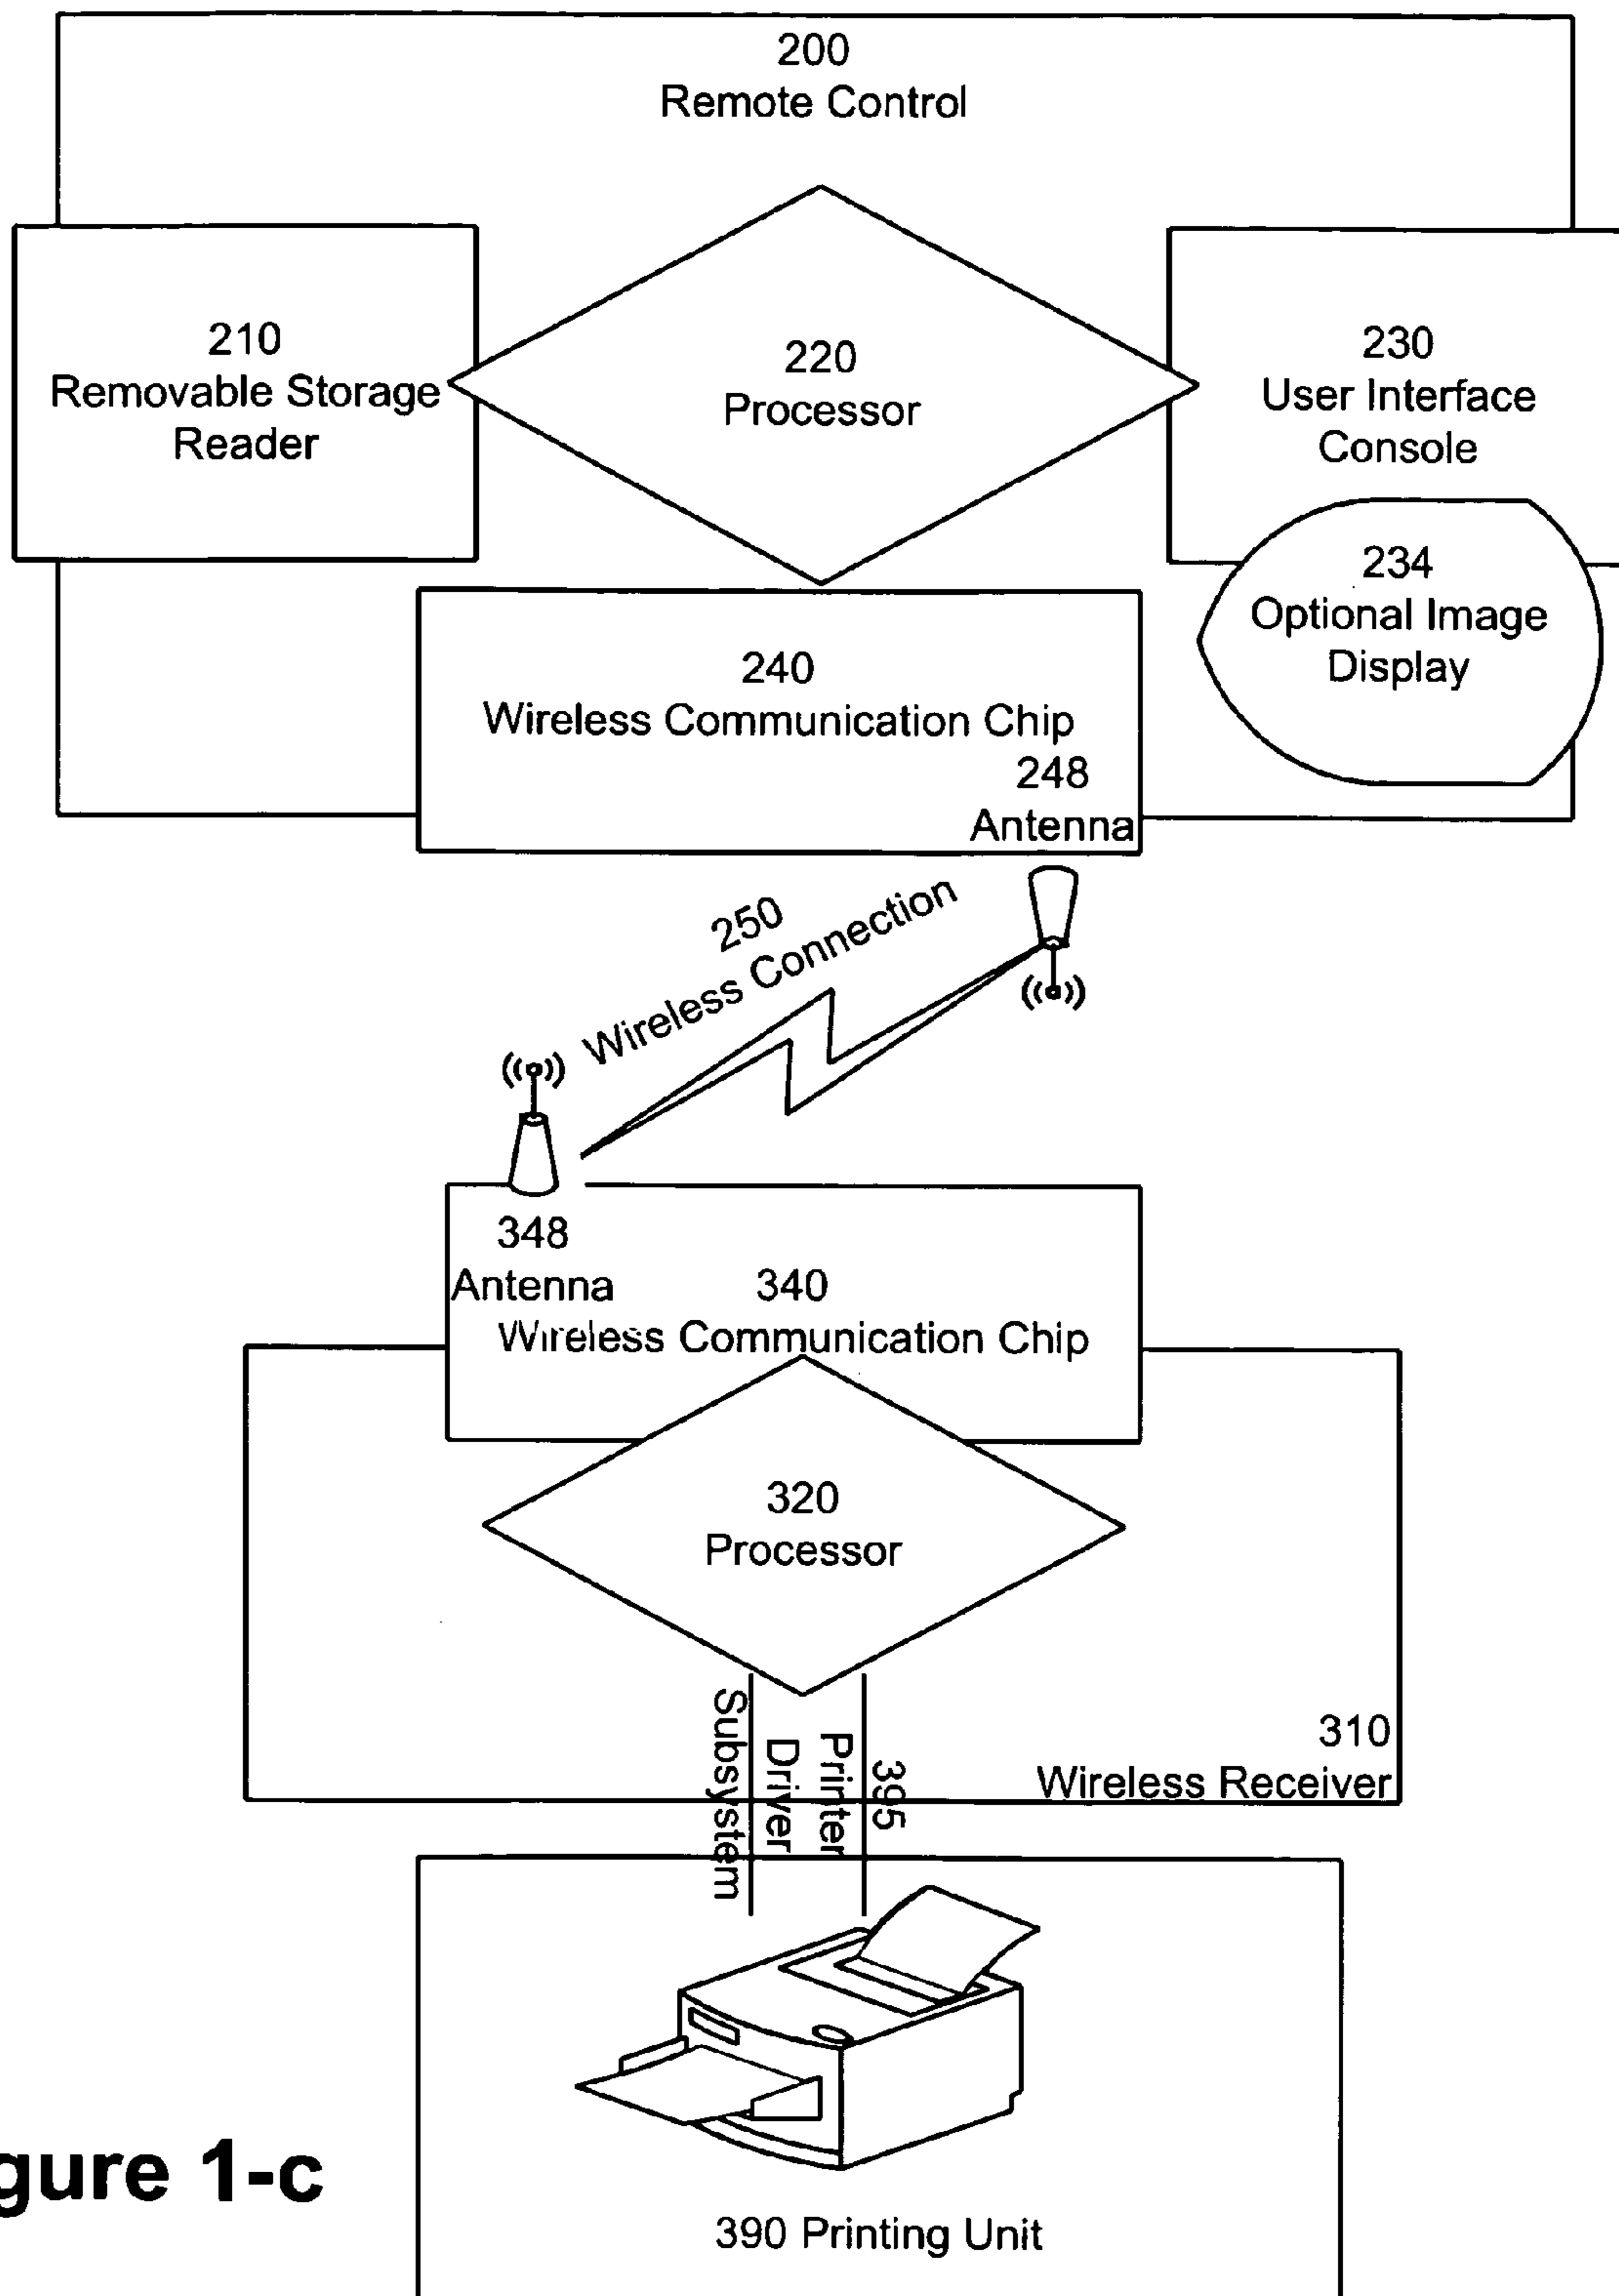 200
Remote Control
210
Removable Storage
Reader
220
Processor
230
User Interface
Console
234
Optional Image
Display
240
Wireless Communication Chip
248
Antenna
250
Wireless Connection
348
Antenna
340
Wireless Communication Chip
320
Processor
310
Wireless Receiver
395
Printer
Driver
Subsystem
390 Printing Unit
gure 1-c